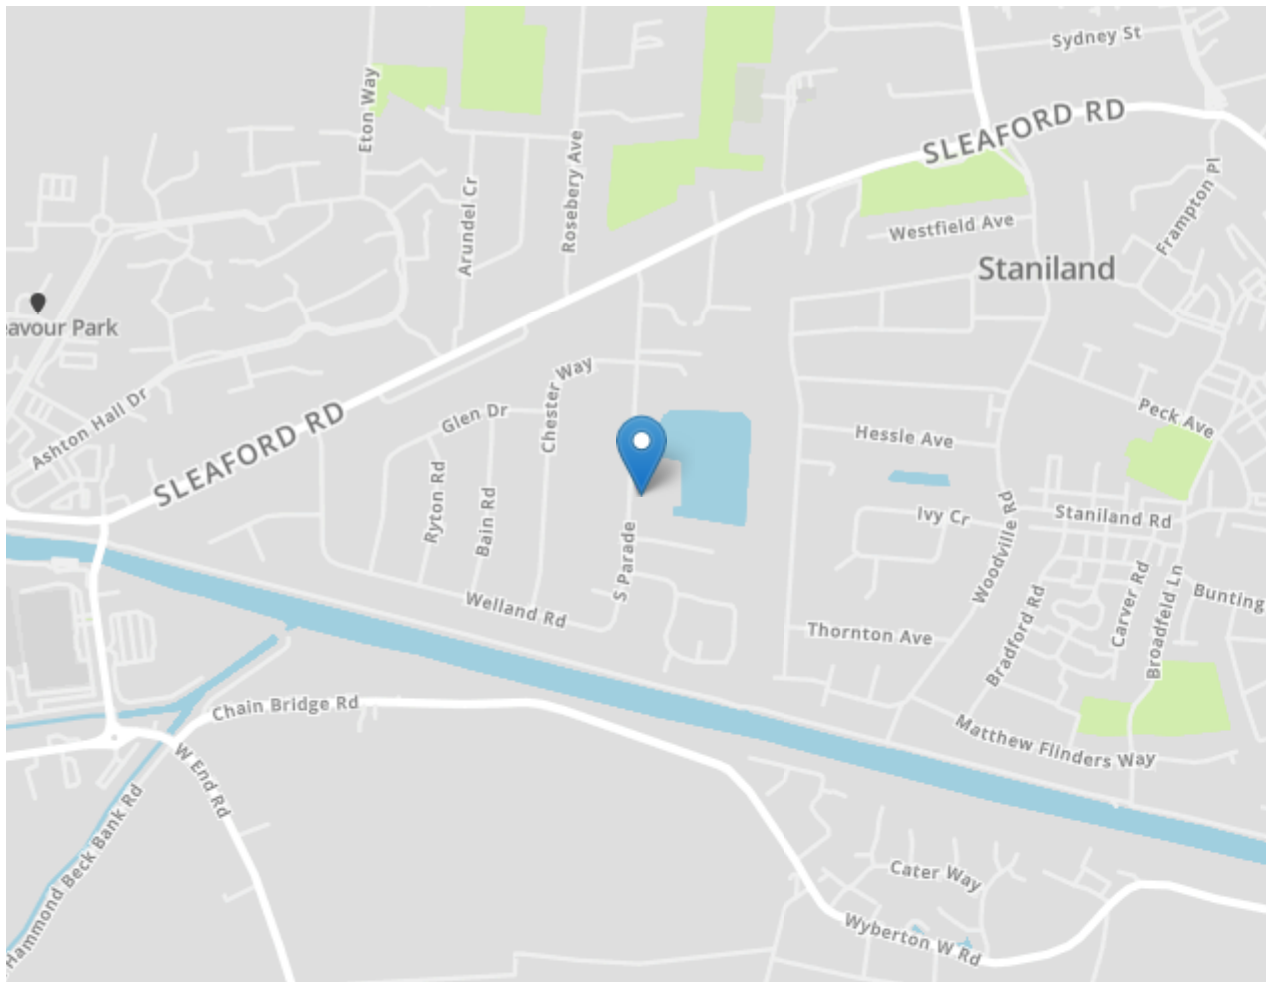 Sydney St
Eton Way
SLEAFORD RD
Rosebery Ave
Arundel Cr
Frampton Pl
Westfield Ave
Staniland
eavour Park
Chester Way
Ashton Hall Dr
Glen Dr
Peck Ave
SLEAFORD RD
Hessle Ave
Ryton Rd
Bain Rd
Ivy Cr
Staniland Rd
Woodville Rd
S Parade
Welland Rd
Carver Rd
Broadfeld Ln
Bunting
Bradford Rd
Thornton Ave
Chain Bridge Rd
Matthew Flinders Way
W End Rd
Hammond Beck Bank Rd
Cater Way
Wyberton W Rd